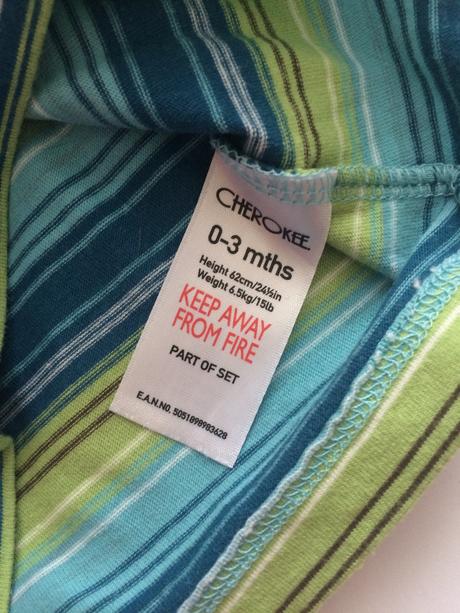 CHEROKEE
0-3 mths
Height 62cm/24½in
Weight 6.5kg/15lb
KEEP AWAY
FROM FIRE
PART OF SET
E.A.N.NO. 5051898983628